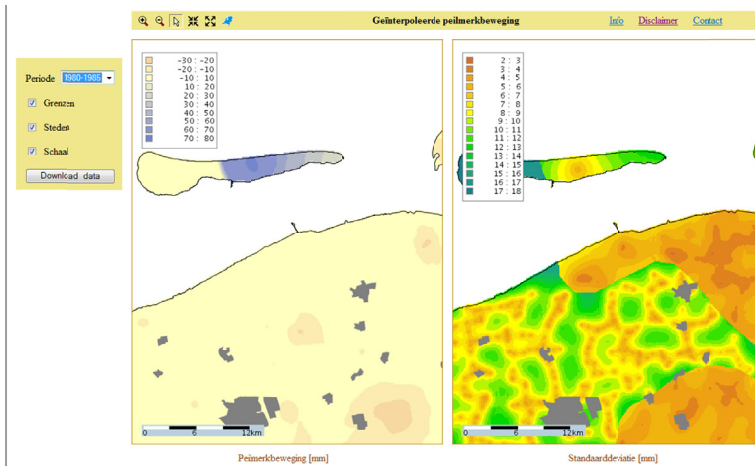 Geïnterpoleerde peilmerkbeweging
Info Disclaimer Contact
Periode 1980-1985
Grenzen
Steden
Schaal
Download data
-30 : -20
-20 : -10
-10 : 10
10 : 20
20 : 30
30 : 40
40 : 50
50 : 60
60 : 70
70 : 80
0 6 12km
Peilmerkbeweging [mm]
2 : 3
3 : 4
4 : 5
5 : 6
6 : 7
7 : 8
8 : 9
9 : 10
10 : 11
11 : 12
12 : 13
13 : 14
14 : 15
15 : 16
16 : 17
17 : 18
0 6 12km
Standaarddeviatie [mm]